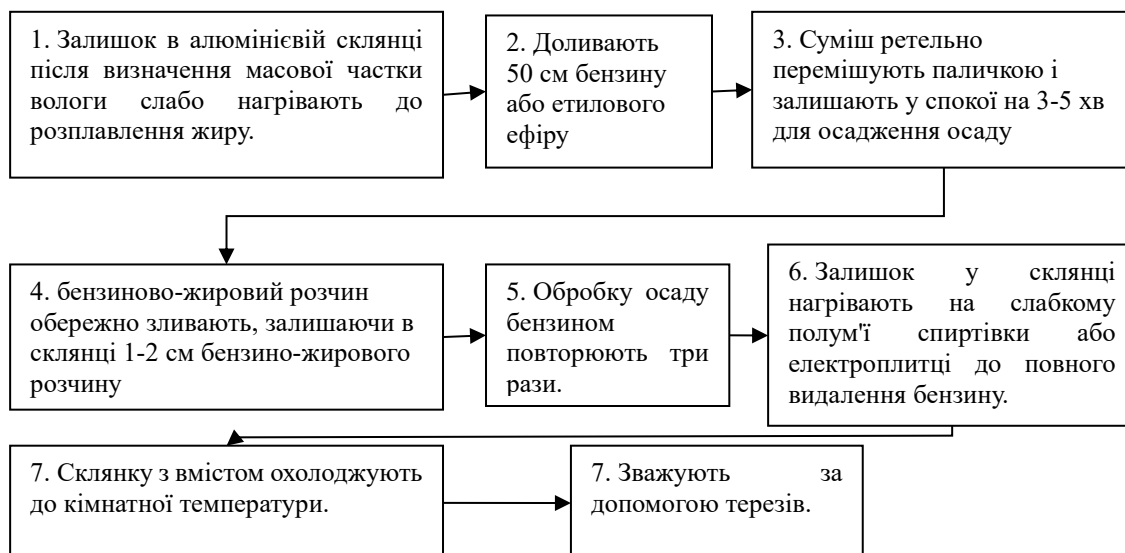 1. Залишок в алюмінієвій склянці
після визначення масової частки
вологи слабо нагрівають до
розплавлення жиру.
2. Доливають
50 см бензину
або етилового
ефіру
3. Суміш ретельно
перемішують паличкою і
залишають у спокої на 3-5 хв
для осадження осаду
4. бензиново-жировий розчин
обережно зливають, залишаючи в
склянці 1-2 см бензино-жирового
розчину
5. Обробку осаду
бензином
повторюють три
рази.
6. Залишок у склянці
нагрівають на слабкому
полум'ї спиртівки або
електроплитці до повного
видалення бензину.
7. Склянку з вмістом охолоджують
до кімнатної температури.
7. Зважують за
допомогою терезів.